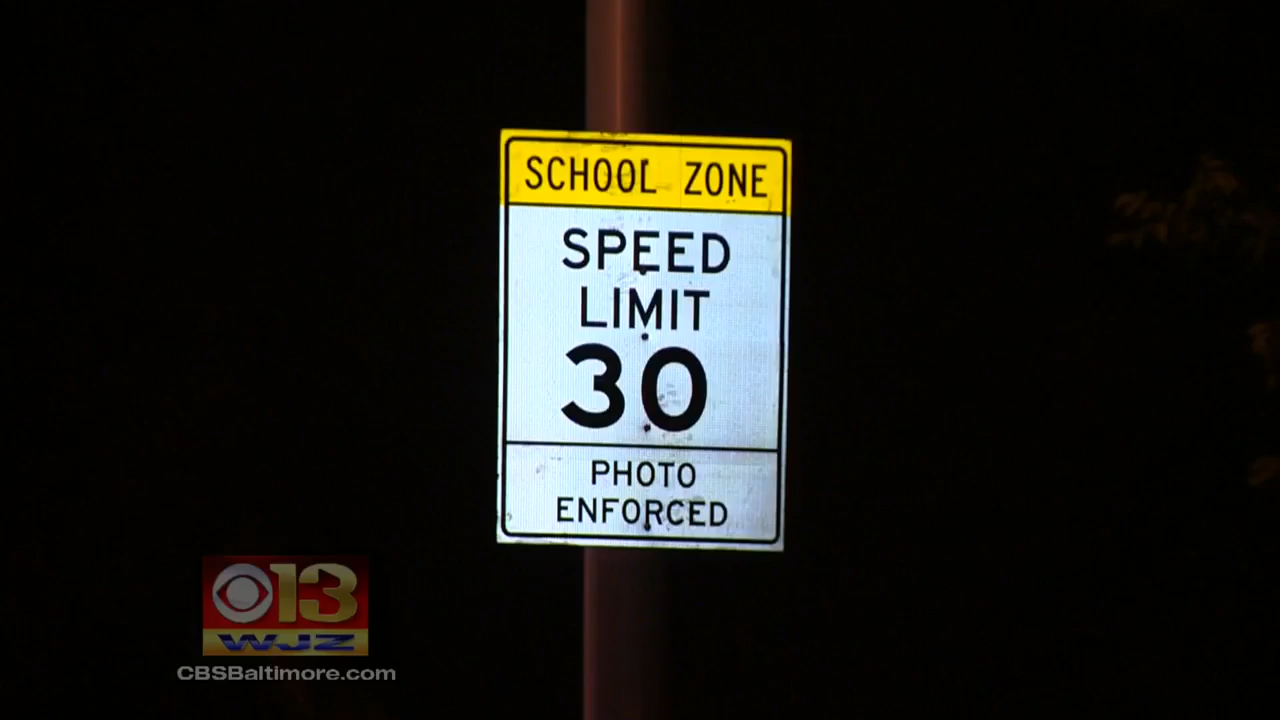 SCHOOL ZONE
SPEED
LIMIT
30
PHOTO
ENFORCED
13
WJZ
CBSBaltimore.com